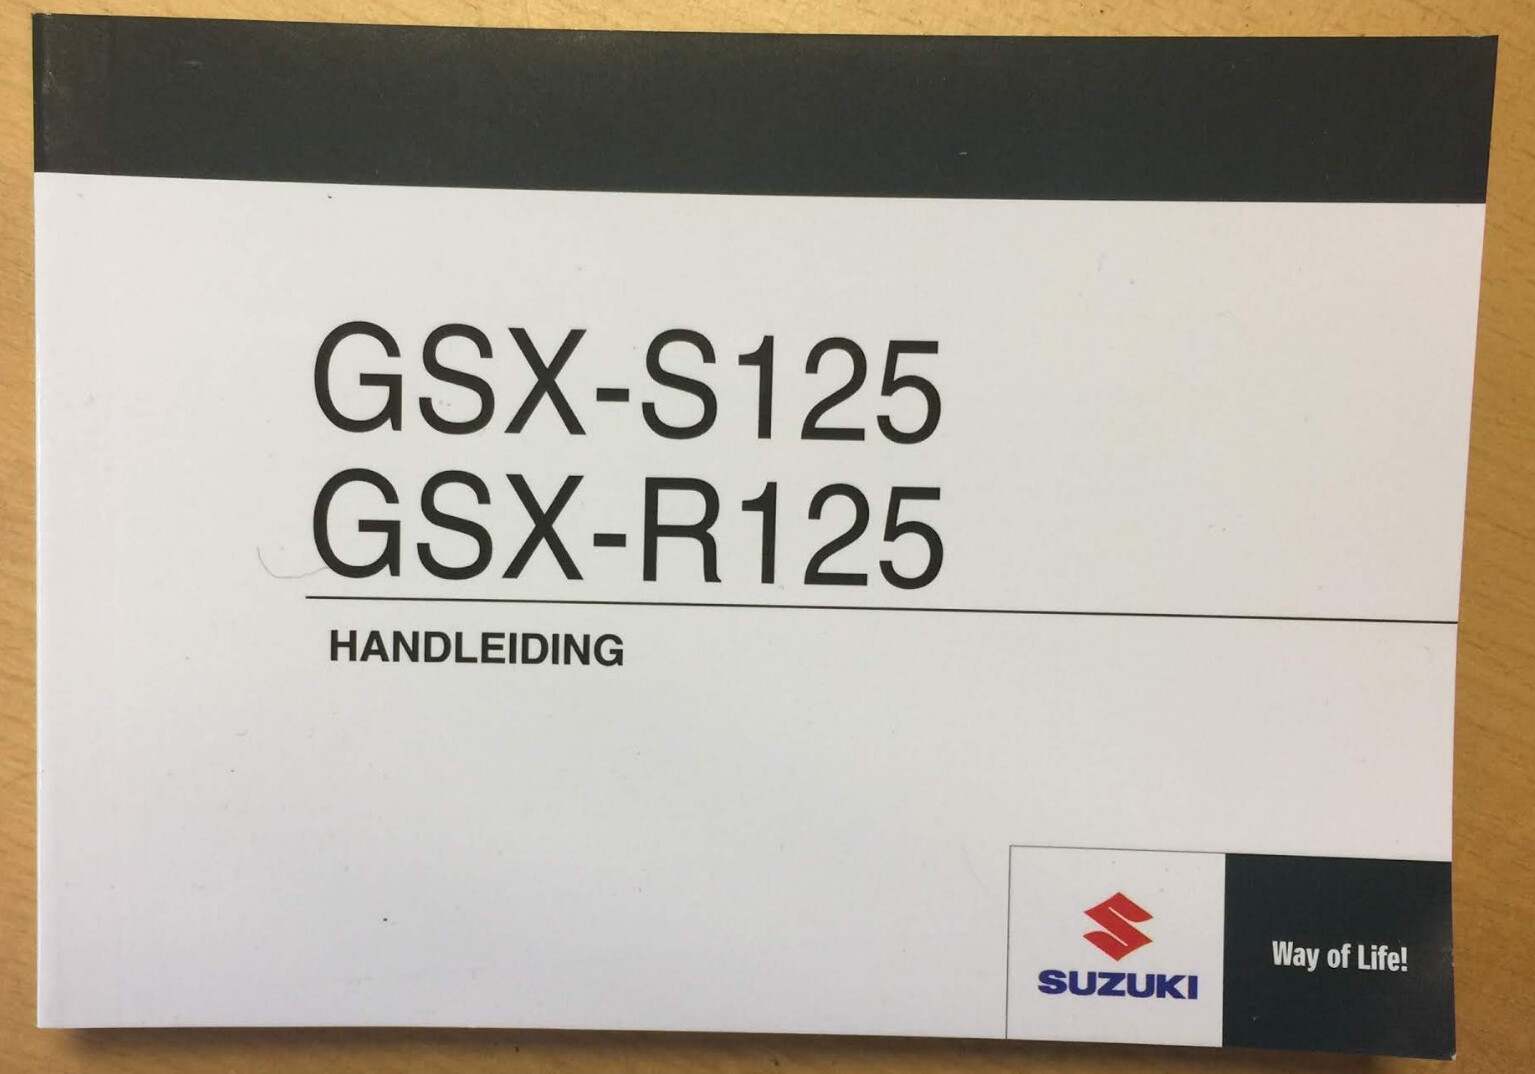 GSX-S125
GSX-R125
HANDLEIDING
SUZUKI
Way of Life!